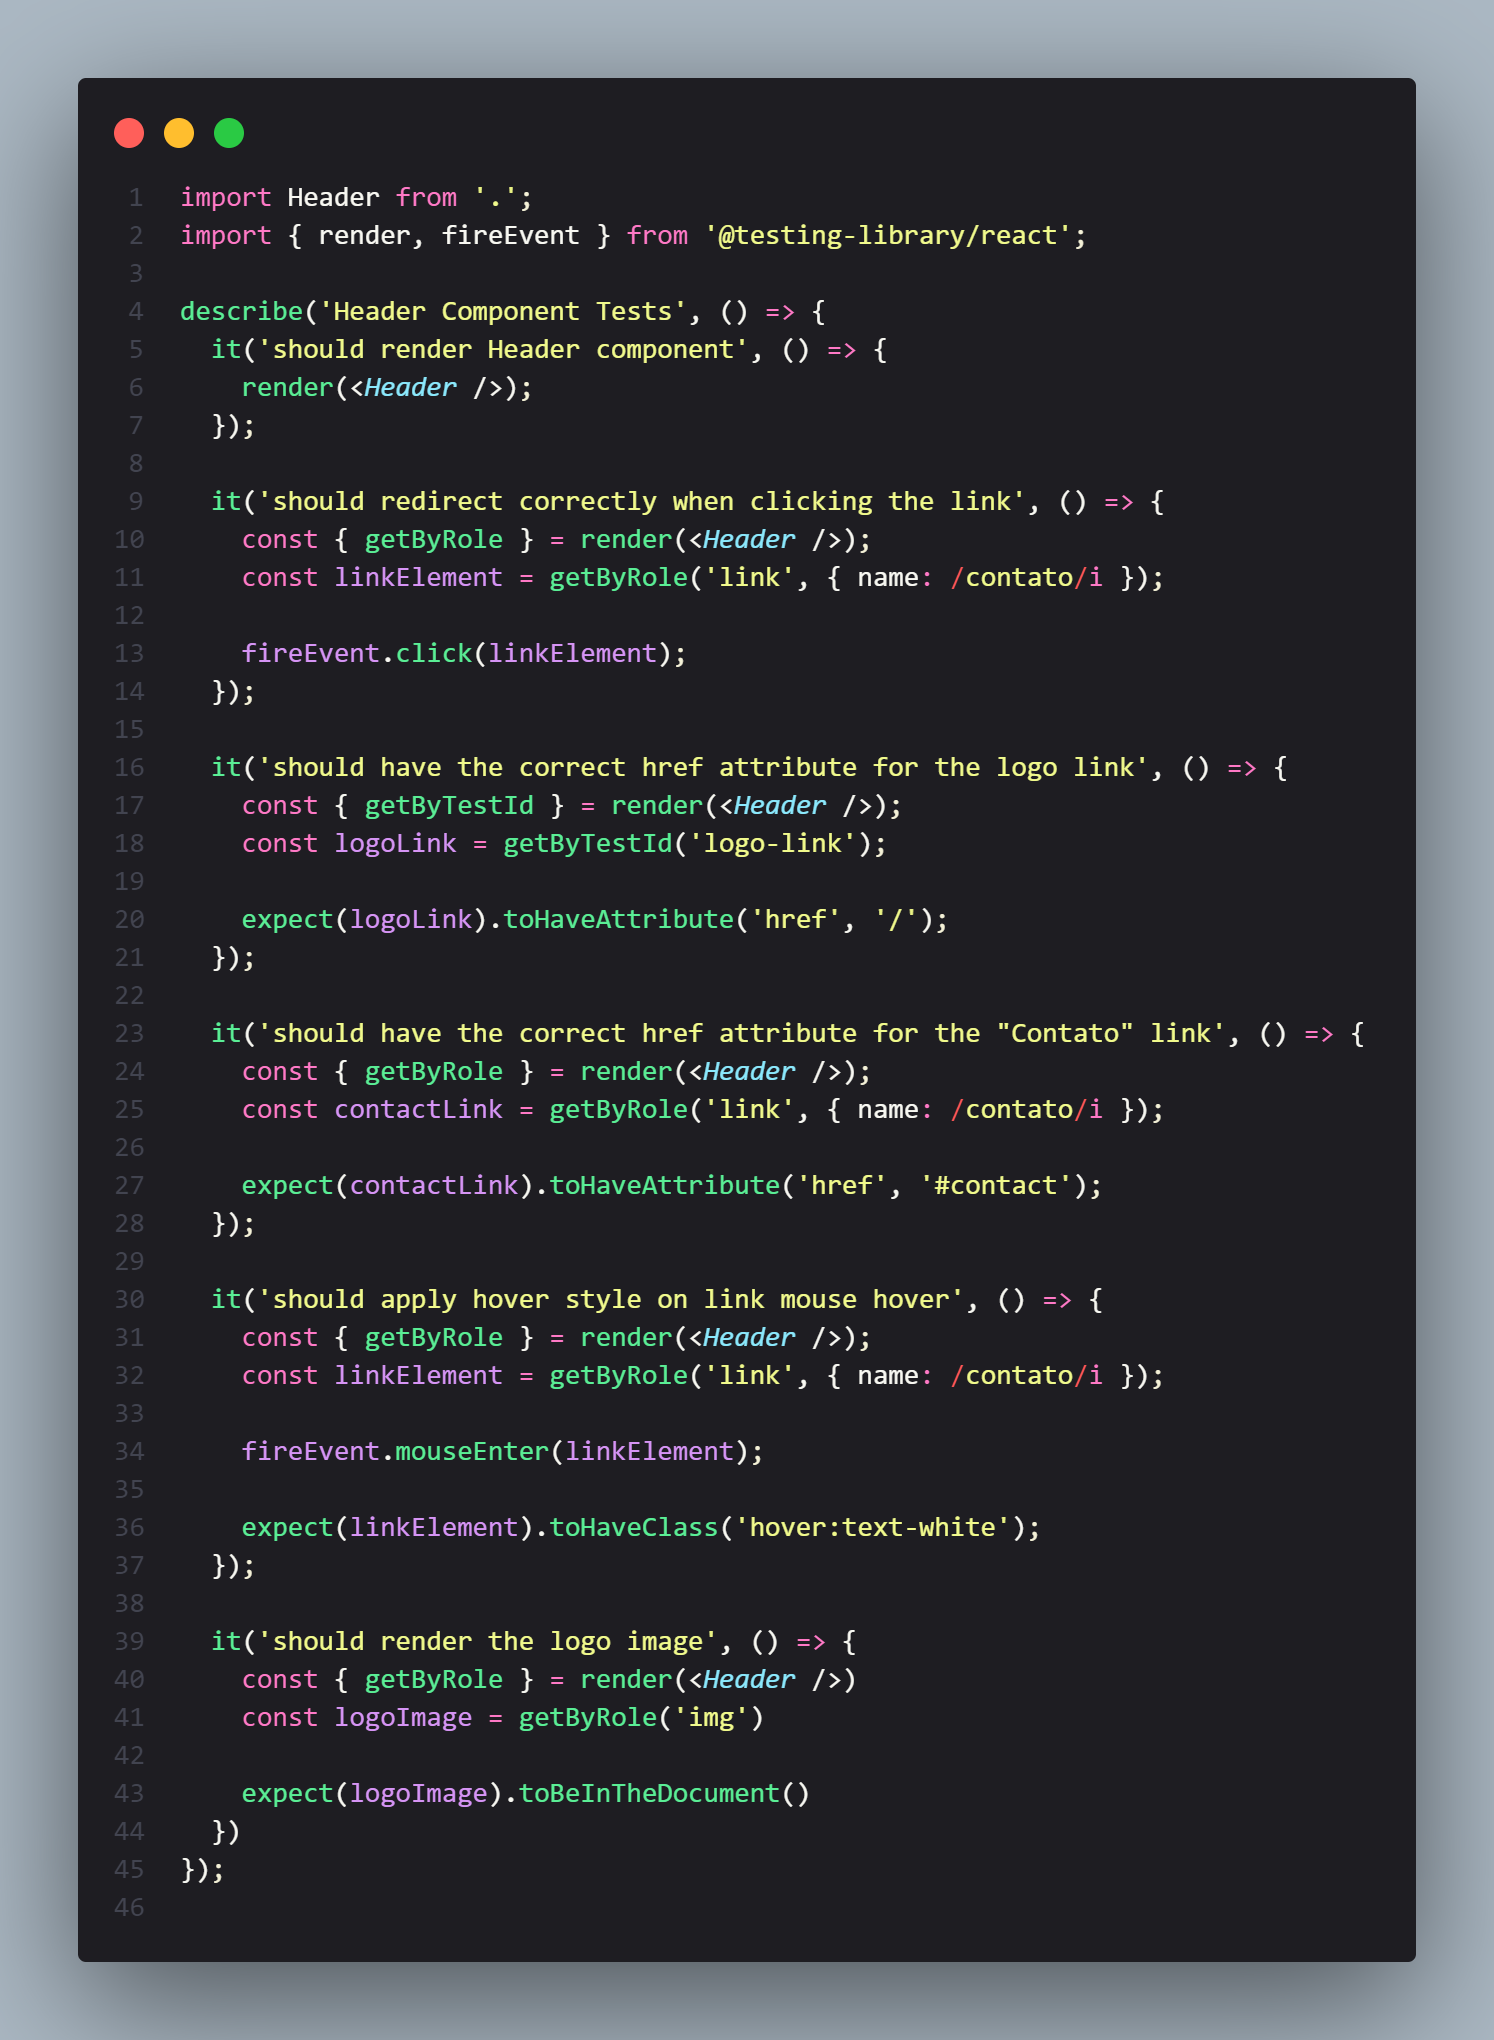 1 import Header from '.';
2 import { render, fireEvent } from '@testing-library/react';
3
4 describe('Header Component Tests', () => {
5   it('should render Header component', () => {
6     render(<Header />);
7   });
8
9   it('should redirect correctly when clicking the link', () => {
10     const { getByRole } = render(<Header />);
11     const linkElement = getByRole('link', { name: /contato/i });
12
13     fireEvent.click(linkElement);
14   });
15
16   it('should have the correct href attribute for the logo link', () => {
17     const { getByTestId } = render(<Header />);
18     const logoLink = getByTestId('logo-link');
19
20     expect(logoLink).toHaveAttribute('href', '/');
21   });
22
23   it('should have the correct href attribute for the "Contato" link', () => {
24     const { getByRole } = render(<Header />);
25     const contactLink = getByRole('link', { name: /contato/i });
26
27     expect(contactLink).toHaveAttribute('href', '#contact');
28   });
29
30   it('should apply hover style on link mouse hover', () => {
31     const { getByRole } = render(<Header />);
32     const linkElement = getByRole('link', { name: /contato/i });
33
34     fireEvent.mouseEnter(linkElement);
35
36     expect(linkElement).toHaveClass('hover:text-white');
37   });
38
39   it('should render the logo image', () => {
40     const { getByRole } = render(<Header />)
41     const logoImage = getByRole('img')
42
43     expect(logoImage).toBeInTheDocument()
44   })
45 });
46